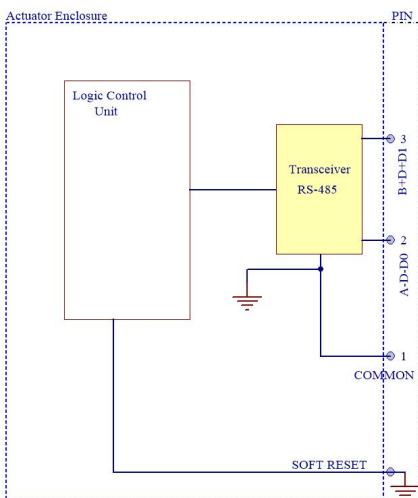 Actuator Enclosure
PIN
Logic Control
Unit
Transceiver
RS-485
3
B+D+D1
2
A-D-D0
1
COMMON
SOFT RESET